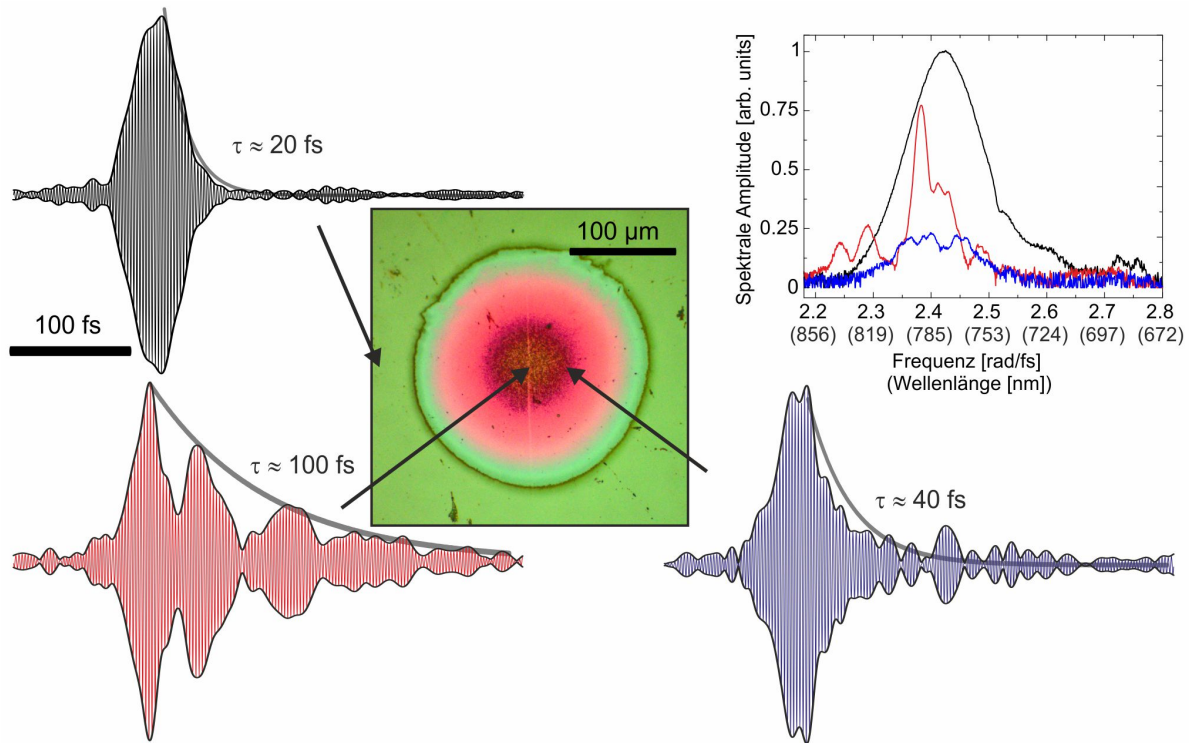 τ ≈ 20 fs
100 fs
100 µm
τ ≈ 100 fs
τ ≈ 40 fs
Spektrale Amplitude [arb. units]
1
0.75
0.5
0.25
0
2.2 2.3 2.4 2.5 2.6 2.7 2.8
(856) (819) (785) (753) (724) (697) (672)
Frequenz [rad/fs]
(Wellenlänge [nm])